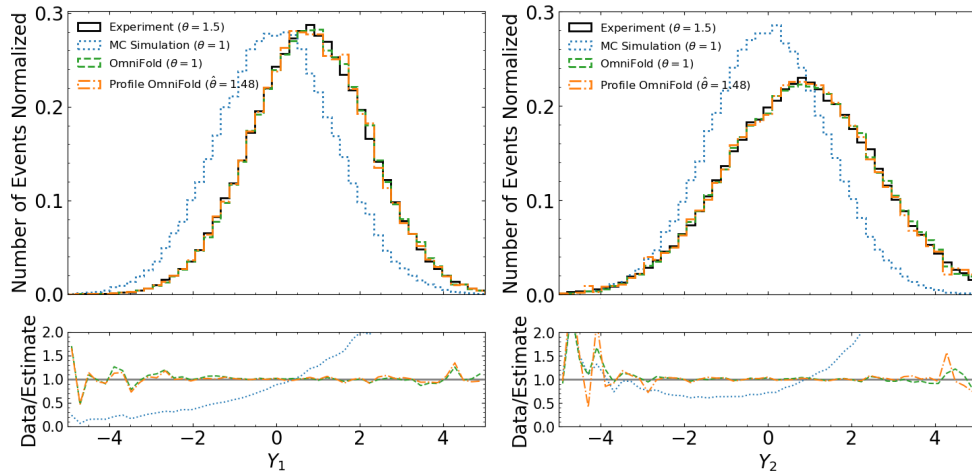 Number of Events Normalized
0.3
0.2
0.1
0.0
Experiment (θ = 1.5)
MC Simulation (θ = 1)
OmniFold (θ = 1)
Profile OmniFold (θ̂ = 1.48)
Data/Estimate
2.0
1.5
1.0
0.5
0.0
−4 −2 0 2 4
Y₁
Number of Events Normalized
0.3
0.2
0.1
0.0
Experiment (θ = 1.5)
MC Simulation (θ = 1)
OmniFold (θ = 1)
Profile OmniFold (θ̂ = 1.48)
Data/Estimate
2.0
1.5
1.0
0.5
0.0
−4 −2 0 2 4
Y₂